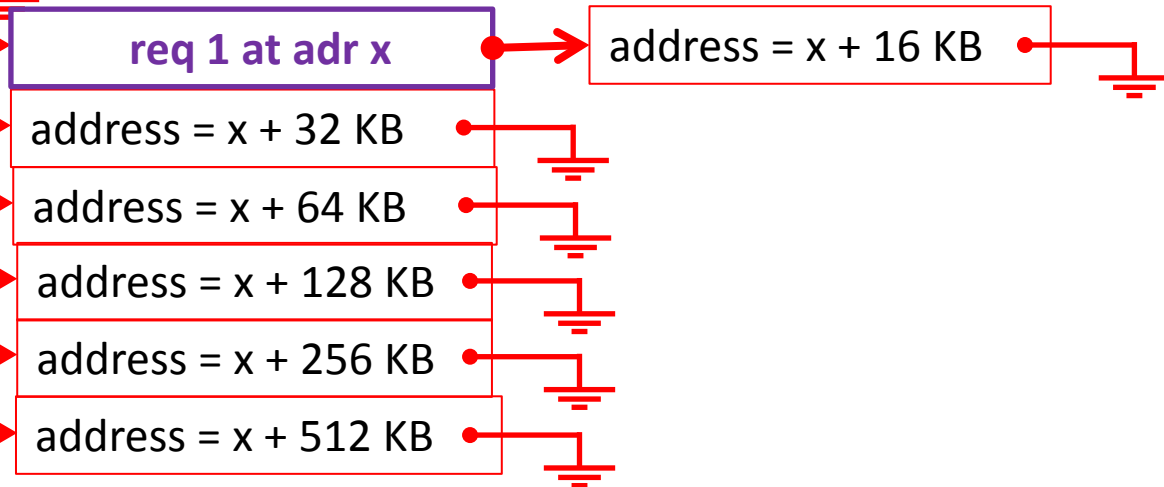 req 1 at adr x
address = x + 16 KB
address = x + 32 KB
address = x + 64 KB
address = x + 128 KB
address = x + 256 KB
address = x + 512 KB